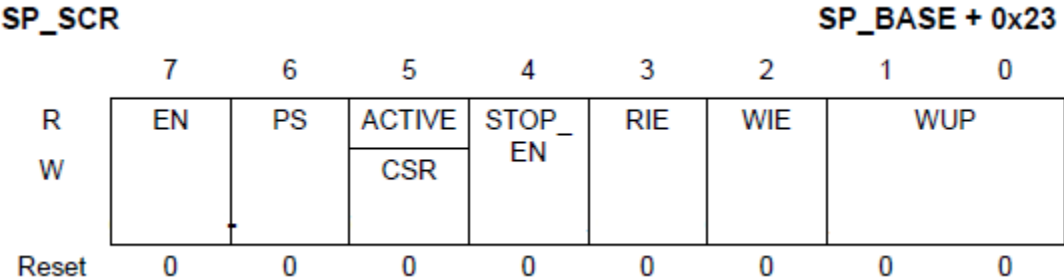 SP_SCR SP_BASE + 0x23
7 6 5 4 3 2 1 0
R EN PS ACTIVE STOP_ RIE WIE WUP
EN
W CSR
Reset 0 0 0 0 0 0 0 0